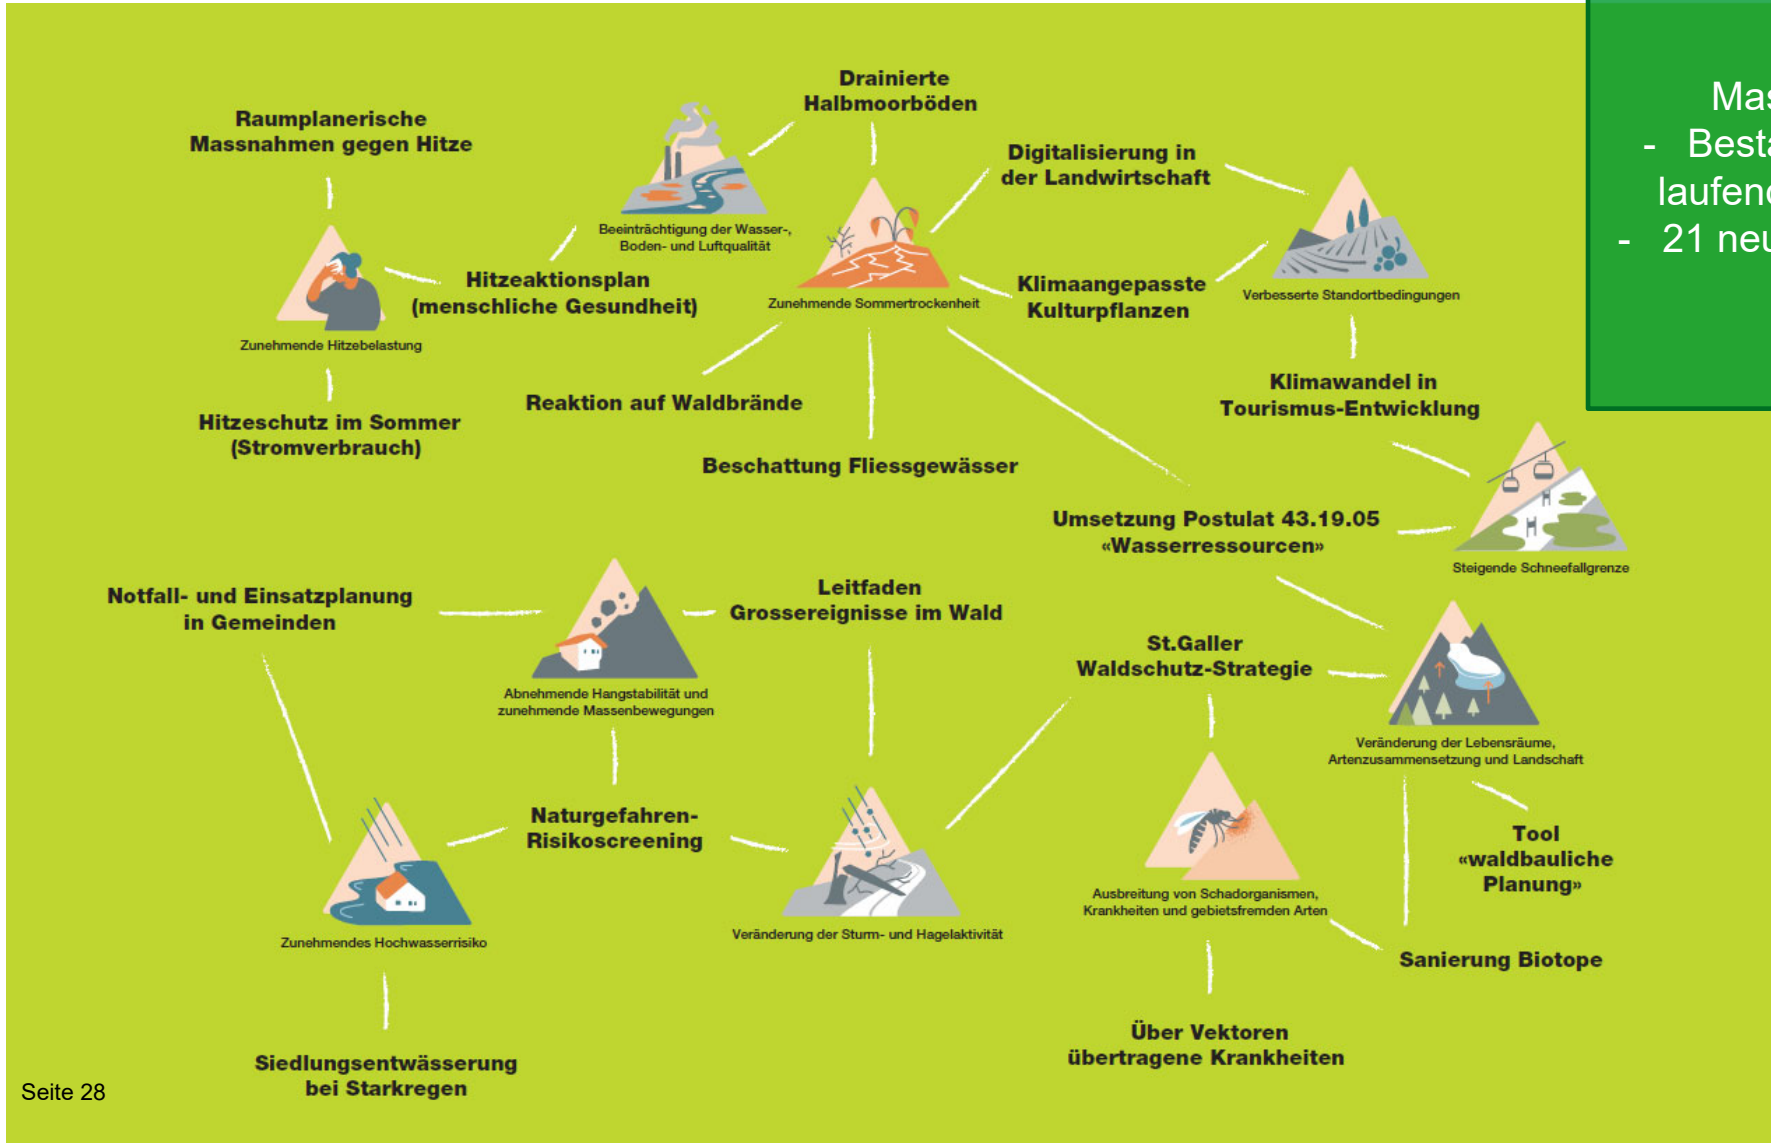 Drainierte
Halbmoorböden
Raumplanerische
Massnahmen gegen Hitze
Digitalisierung in
der Landwirtschaft
Beeinträchtigung der Wasser-,
Boden- und Luftqualität
Hitzeaktionsplan
(menschliche Gesundheit)
Zunehmende Sommertrockenheit
Klimaangepasste
Kulturpflanzen
Verbesserte Standortbedingungen
Zunehmende Hitzebelastung
Reaktion auf Waldbrände
Klimawandel in
Tourismus-Entwicklung
Hitzeschutz im Sommer
(Stromverbrauch)
Beschattung Fliessgewässer
Umsetzung Postulat 43.19.05
«Wasserressourcen»
Steigende Schneefallgrenze
Notfall- und Einsatzplanung
in Gemeinden
Leitfaden
Grossereignisse im Wald
St.Galler
Waldschutz-Strategie
Abnehmende Hangstabilität und
zunehmende Massenbewegungen
Veränderung der Lebensräume,
Artenzusammensetzung und Landschaft
Naturgefahren-
Risikoscreening
Tool
«waldbauliche
Planung»
Ausbreitung von Schadorganismen,
Krankheiten und gebietsfremden Arten
Zunehmendes Hochwasserrisiko
Veränderung der Sturm- und Hagelaktivität
Sanierung Biotope
Über Vektoren
übertragene Krankheiten
Siedlungsentwässerung
bei Starkregen
Seite 28
Mas
- Besta
laufend
- 21 neu